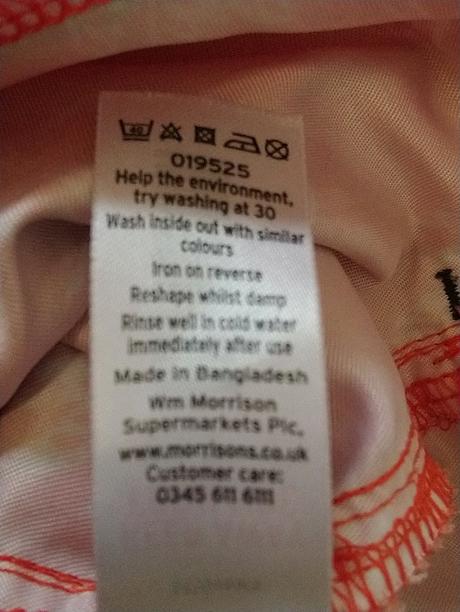 40
019525
Help the environment,
try washing at 30
Wash inside out with similar
colours
Iron on reverse
Reshape whilst damp
Rinse well in cold water
immediately after use
Made in Bangladesh
Wm Morrison
Supermarkets Plc.
www.morrisons.co.uk
Customer care:
0345 611 6111